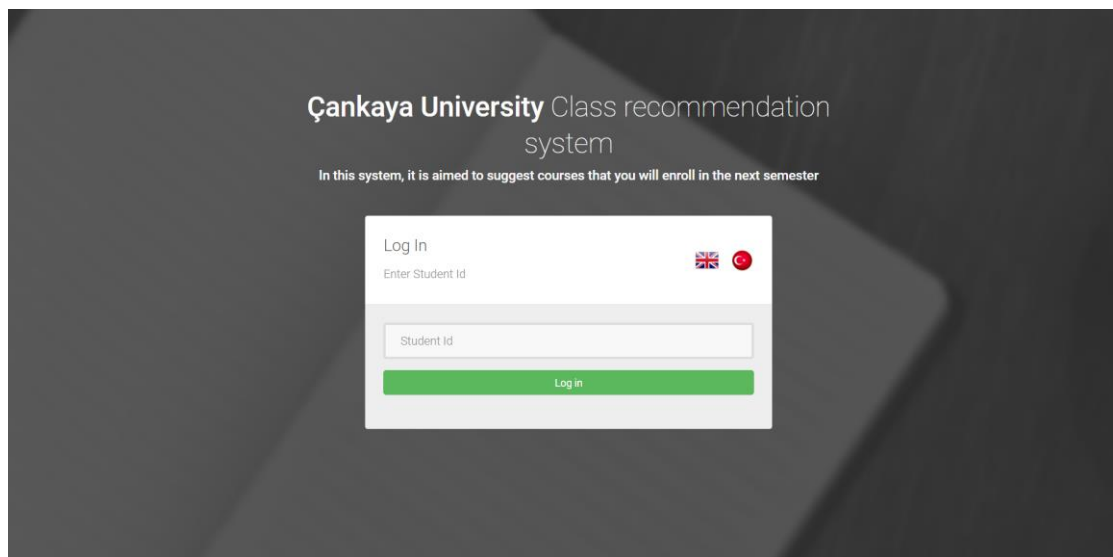 Çankaya University Class recommendation
system
In this system, it is aimed to suggest courses that you will enroll in the next semester
Log In
Enter Student Id
Student Id
Log in